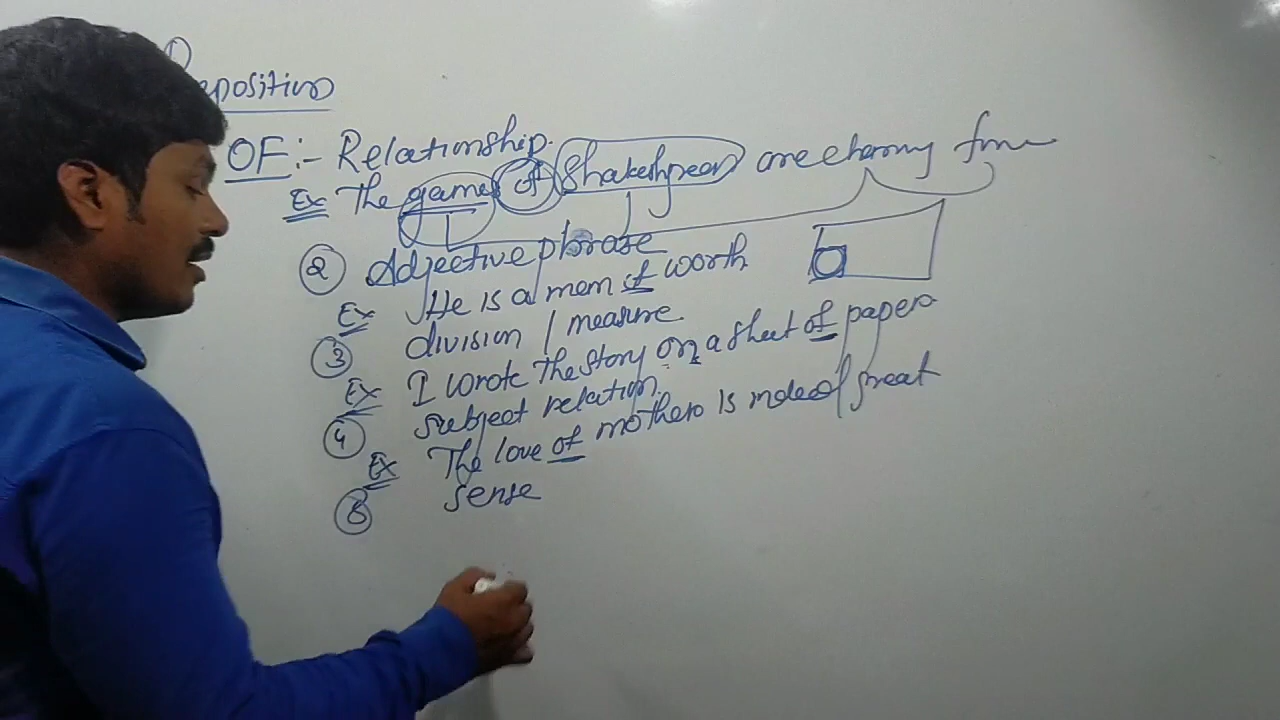 Preposition
OF:- Relationship.
Ex The games of Shakespeare are charmy
② Adjective phrase
Ex He is a man of worth
③ division / measure.
Ex I wrote the story on a sheet of paper
④ subject relation.
Ex The love of mother is indeed great
⑤ sense